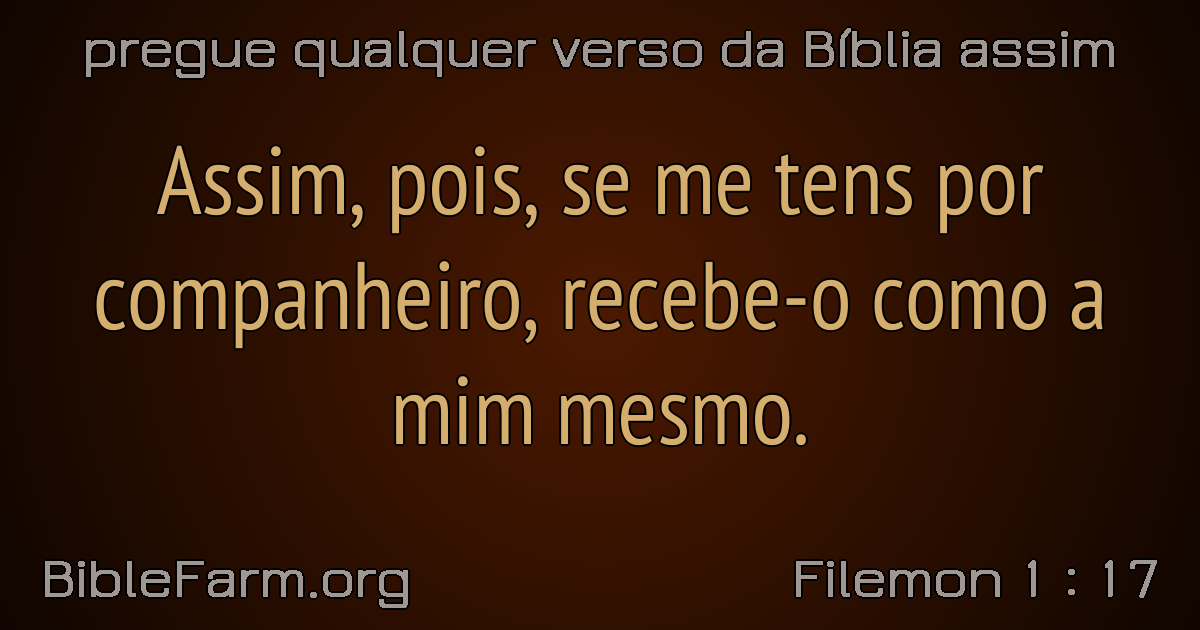 pregue qualquer verso da Bíblia assim
Assim, pois, se me tens por
companheiro, recebe-o como a
mim mesmo.
BibleFarm.org
Filemon 1 : 17